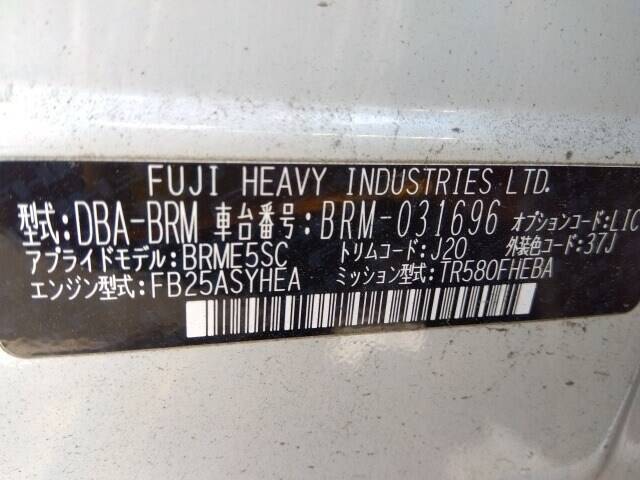 FUJI HEAVY INDUSTRIES LTD.
型式:DBA-BRM 車台番号:BRM-031696 オプションコード:LIC
アプライドモデル:BRME5SC トリムコード:J20 外装色コード:37J
エンジン型式:FB25ASYHEA ミッション型式:TR580FHEBA